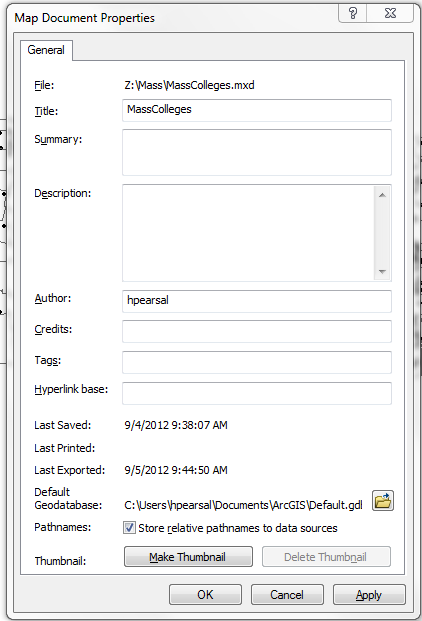 Map Document Properties
General
File: Z:\Mass\MassColleges.mxd
Title: MassColleges
Summary:
Description:
Author: hpearsal
Credits:
Tags:
Hyperlink base:
Last Saved: 9/4/2012 9:38:07 AM
Last Printed:
Last Exported: 9/5/2012 9:44:50 AM
Default
Geodatabase: C:\Users\hpearsal\Documents\ArcGIS\Default.gdl
Pathnames: Store relative pathnames to data sources
Thumbnail: Make Thumbnail Delete Thumbnail
OK Cancel Apply